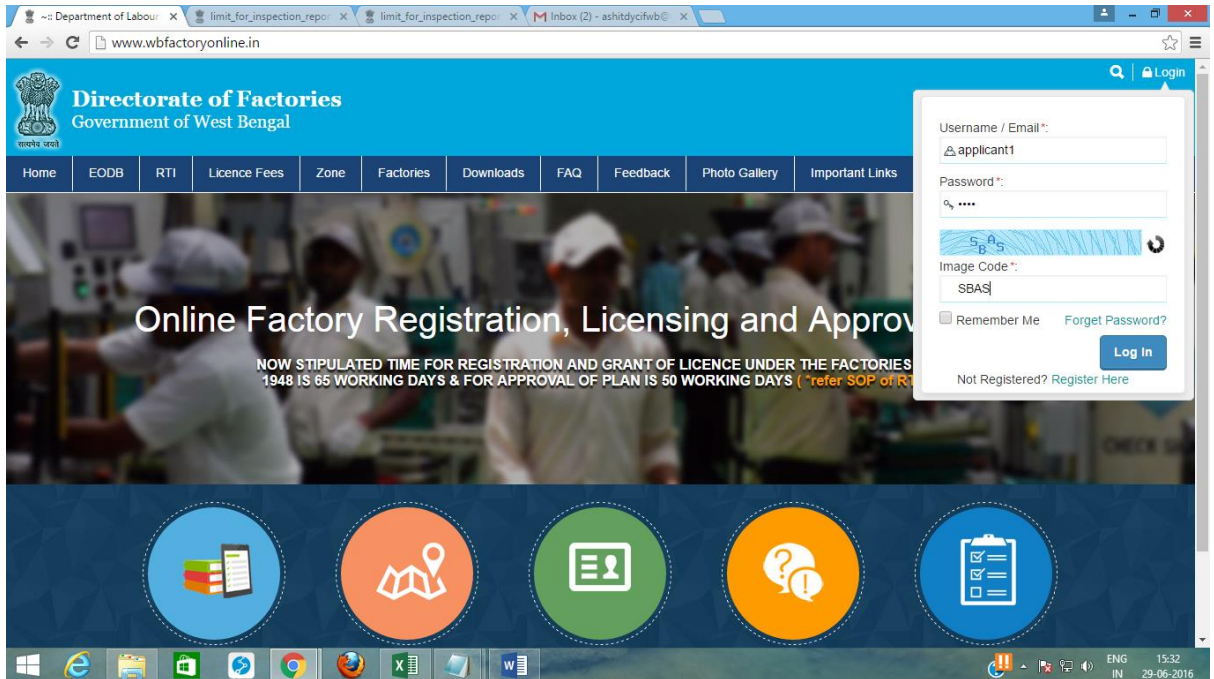 ~:: Department of Labour
limit_for_inspection_repor
limit_for_inspection_repor
Inbox (2) - ashitdycifwb@
www.wbfactoryonline.in
Login
Directorate of Factories
Government of West Bengal
सत्यमेव जयते
Home EODB RTI Licence Fees Zone Factories Downloads FAQ Feedback Photo Gallery Important Links
Username / Email*:
applicant1
Password*:
••••
SBAS
Image Code*:
SBAS
Remember Me Forget Password?
Log In
Not Registered? Register Here
Online Factory Registration, Licensing and Approv
NOW STIPULATED TIME FOR REGISTRATION AND GRANT OF LICENCE UNDER THE FACTORIES
1948 IS 65 WORKING DAYS & FOR APPROVAL OF PLAN IS 50 WORKING DAYS ( *refer SOP of RT
CHECK
ENG 15:32
IN 29-06-2016